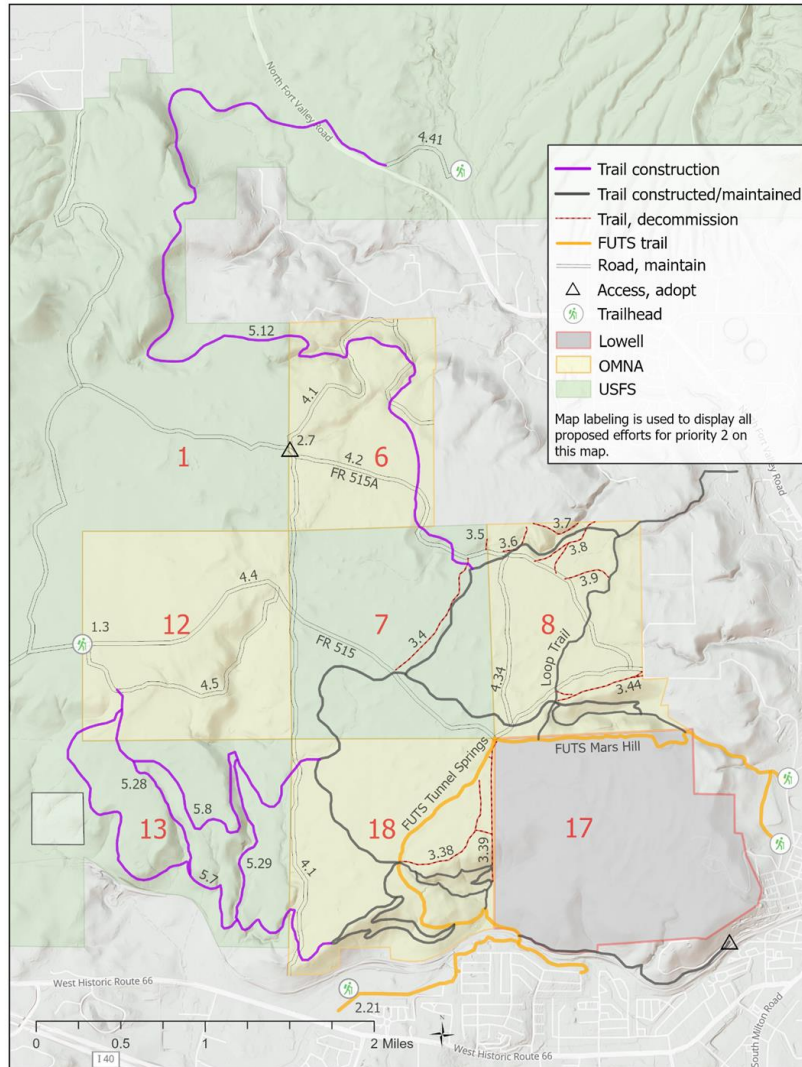 North Fort Valley Road
4.41
Trail construction
Trail constructed/maintained
Trail, decommission
FUTS trail
Road, maintain
Access, adopt
Trailhead
Lowell
OMNA
USFS
Map labeling is used to display all
proposed efforts for priority 2 on
this map.
5.12
4.1
2.7
1
4.2
6
FR 515A
Fort Valley Road
3.5
3.6
3.7
3.8
3.9
4.4
1.3
12
7
8
3.4
FR 515
4.5
4.34
Loop Trail
3.44
FUTS Mars Hill
FUTS Tunnel Springs
5.28
5.8
13
18
17
3.38
3.39
5.29
5.7
4.1
West Historic Route 66
2.21
South Milton Road
0
0.5
1
2 Miles
N
I 40
West Historic Route 66